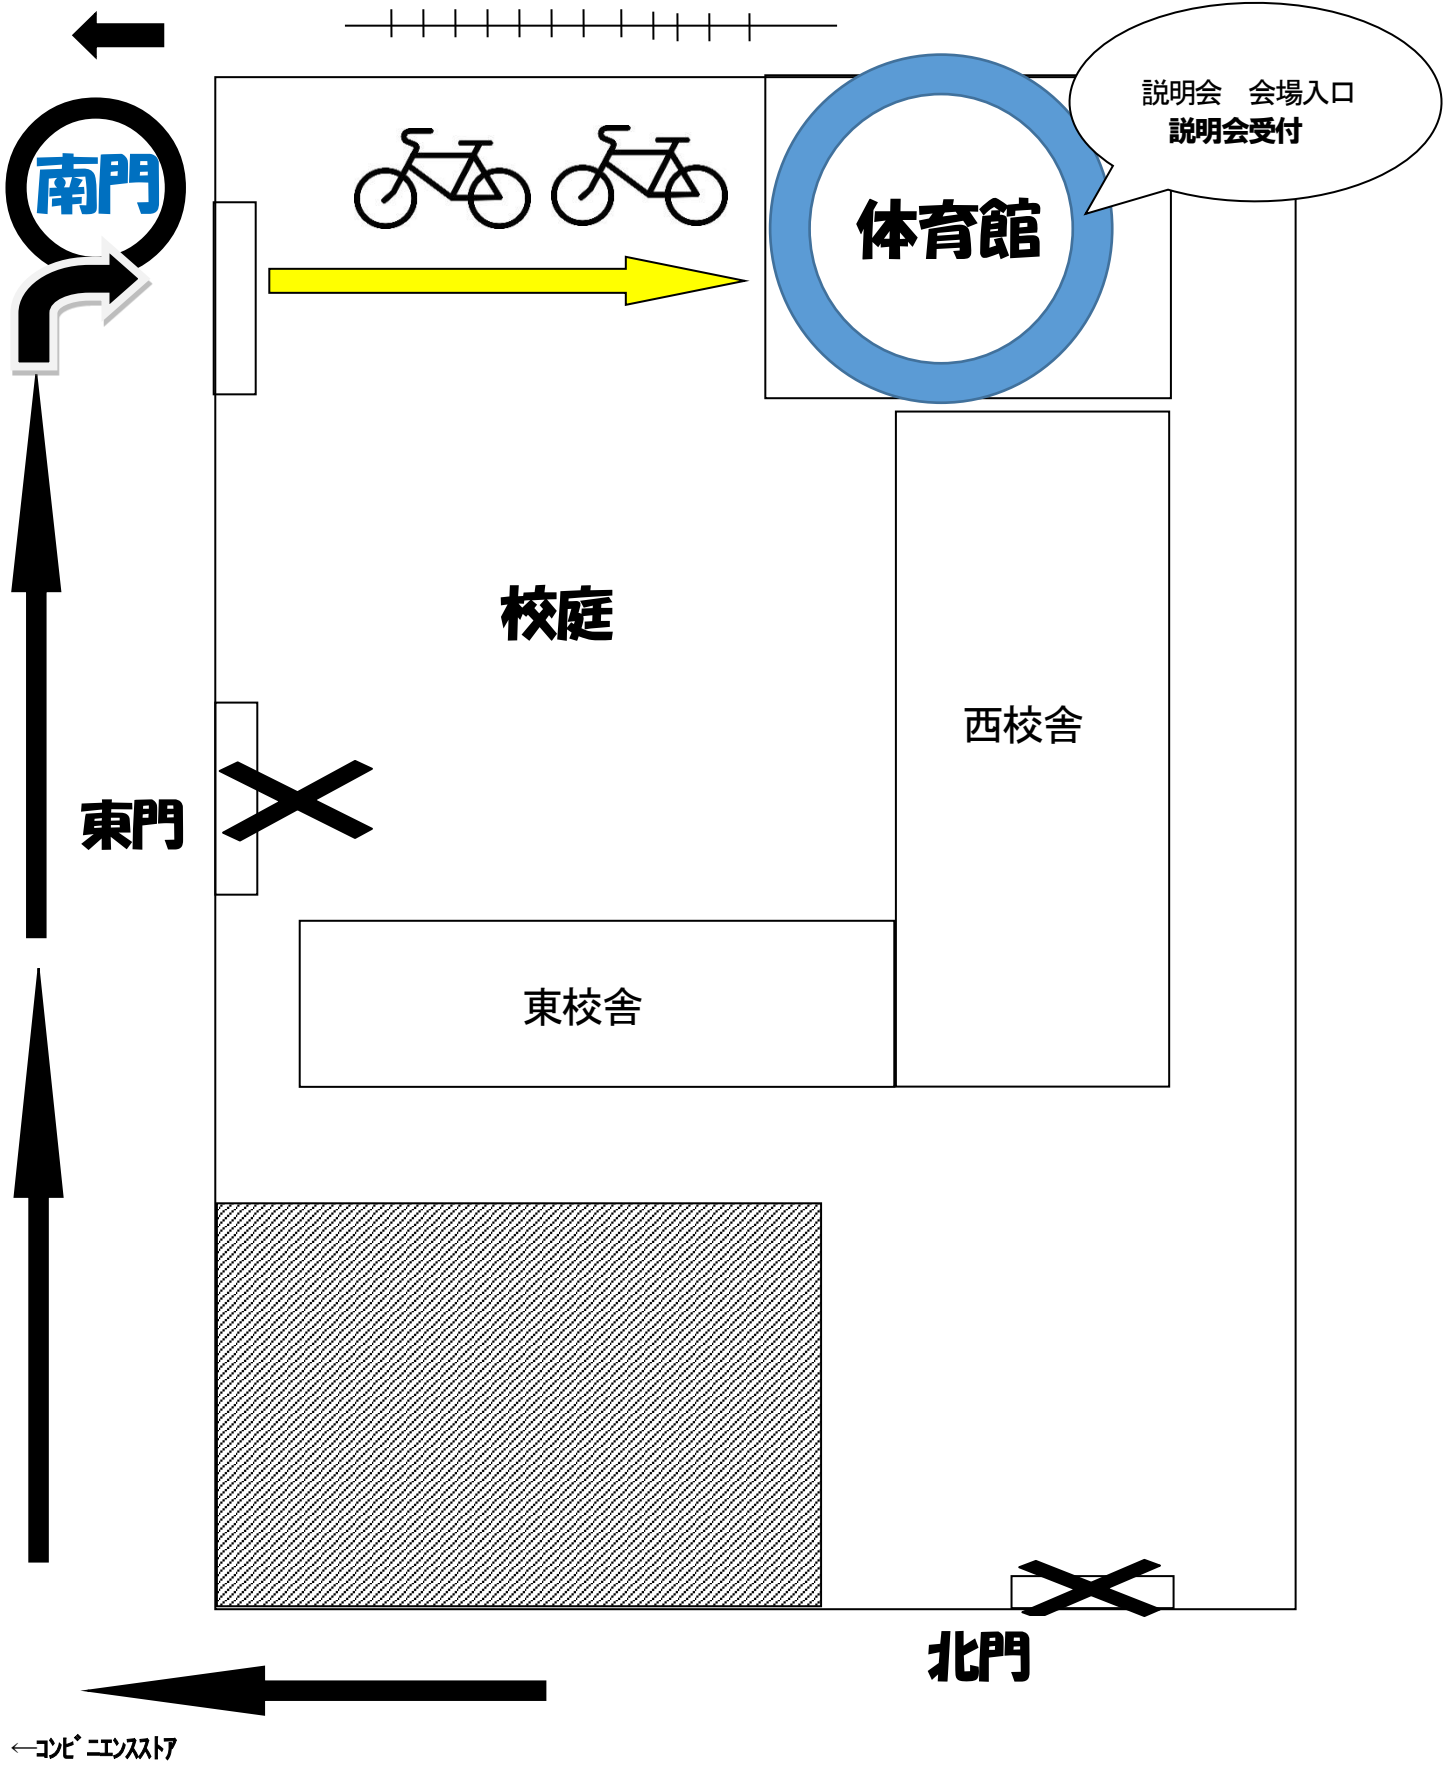 説明会　会場入口
説明会受付
南門
体育館
校庭
西校舎
東門
東校舎
北門
←ｺﾝﾋﾞﾆｴﾝｽｽﾄｱ